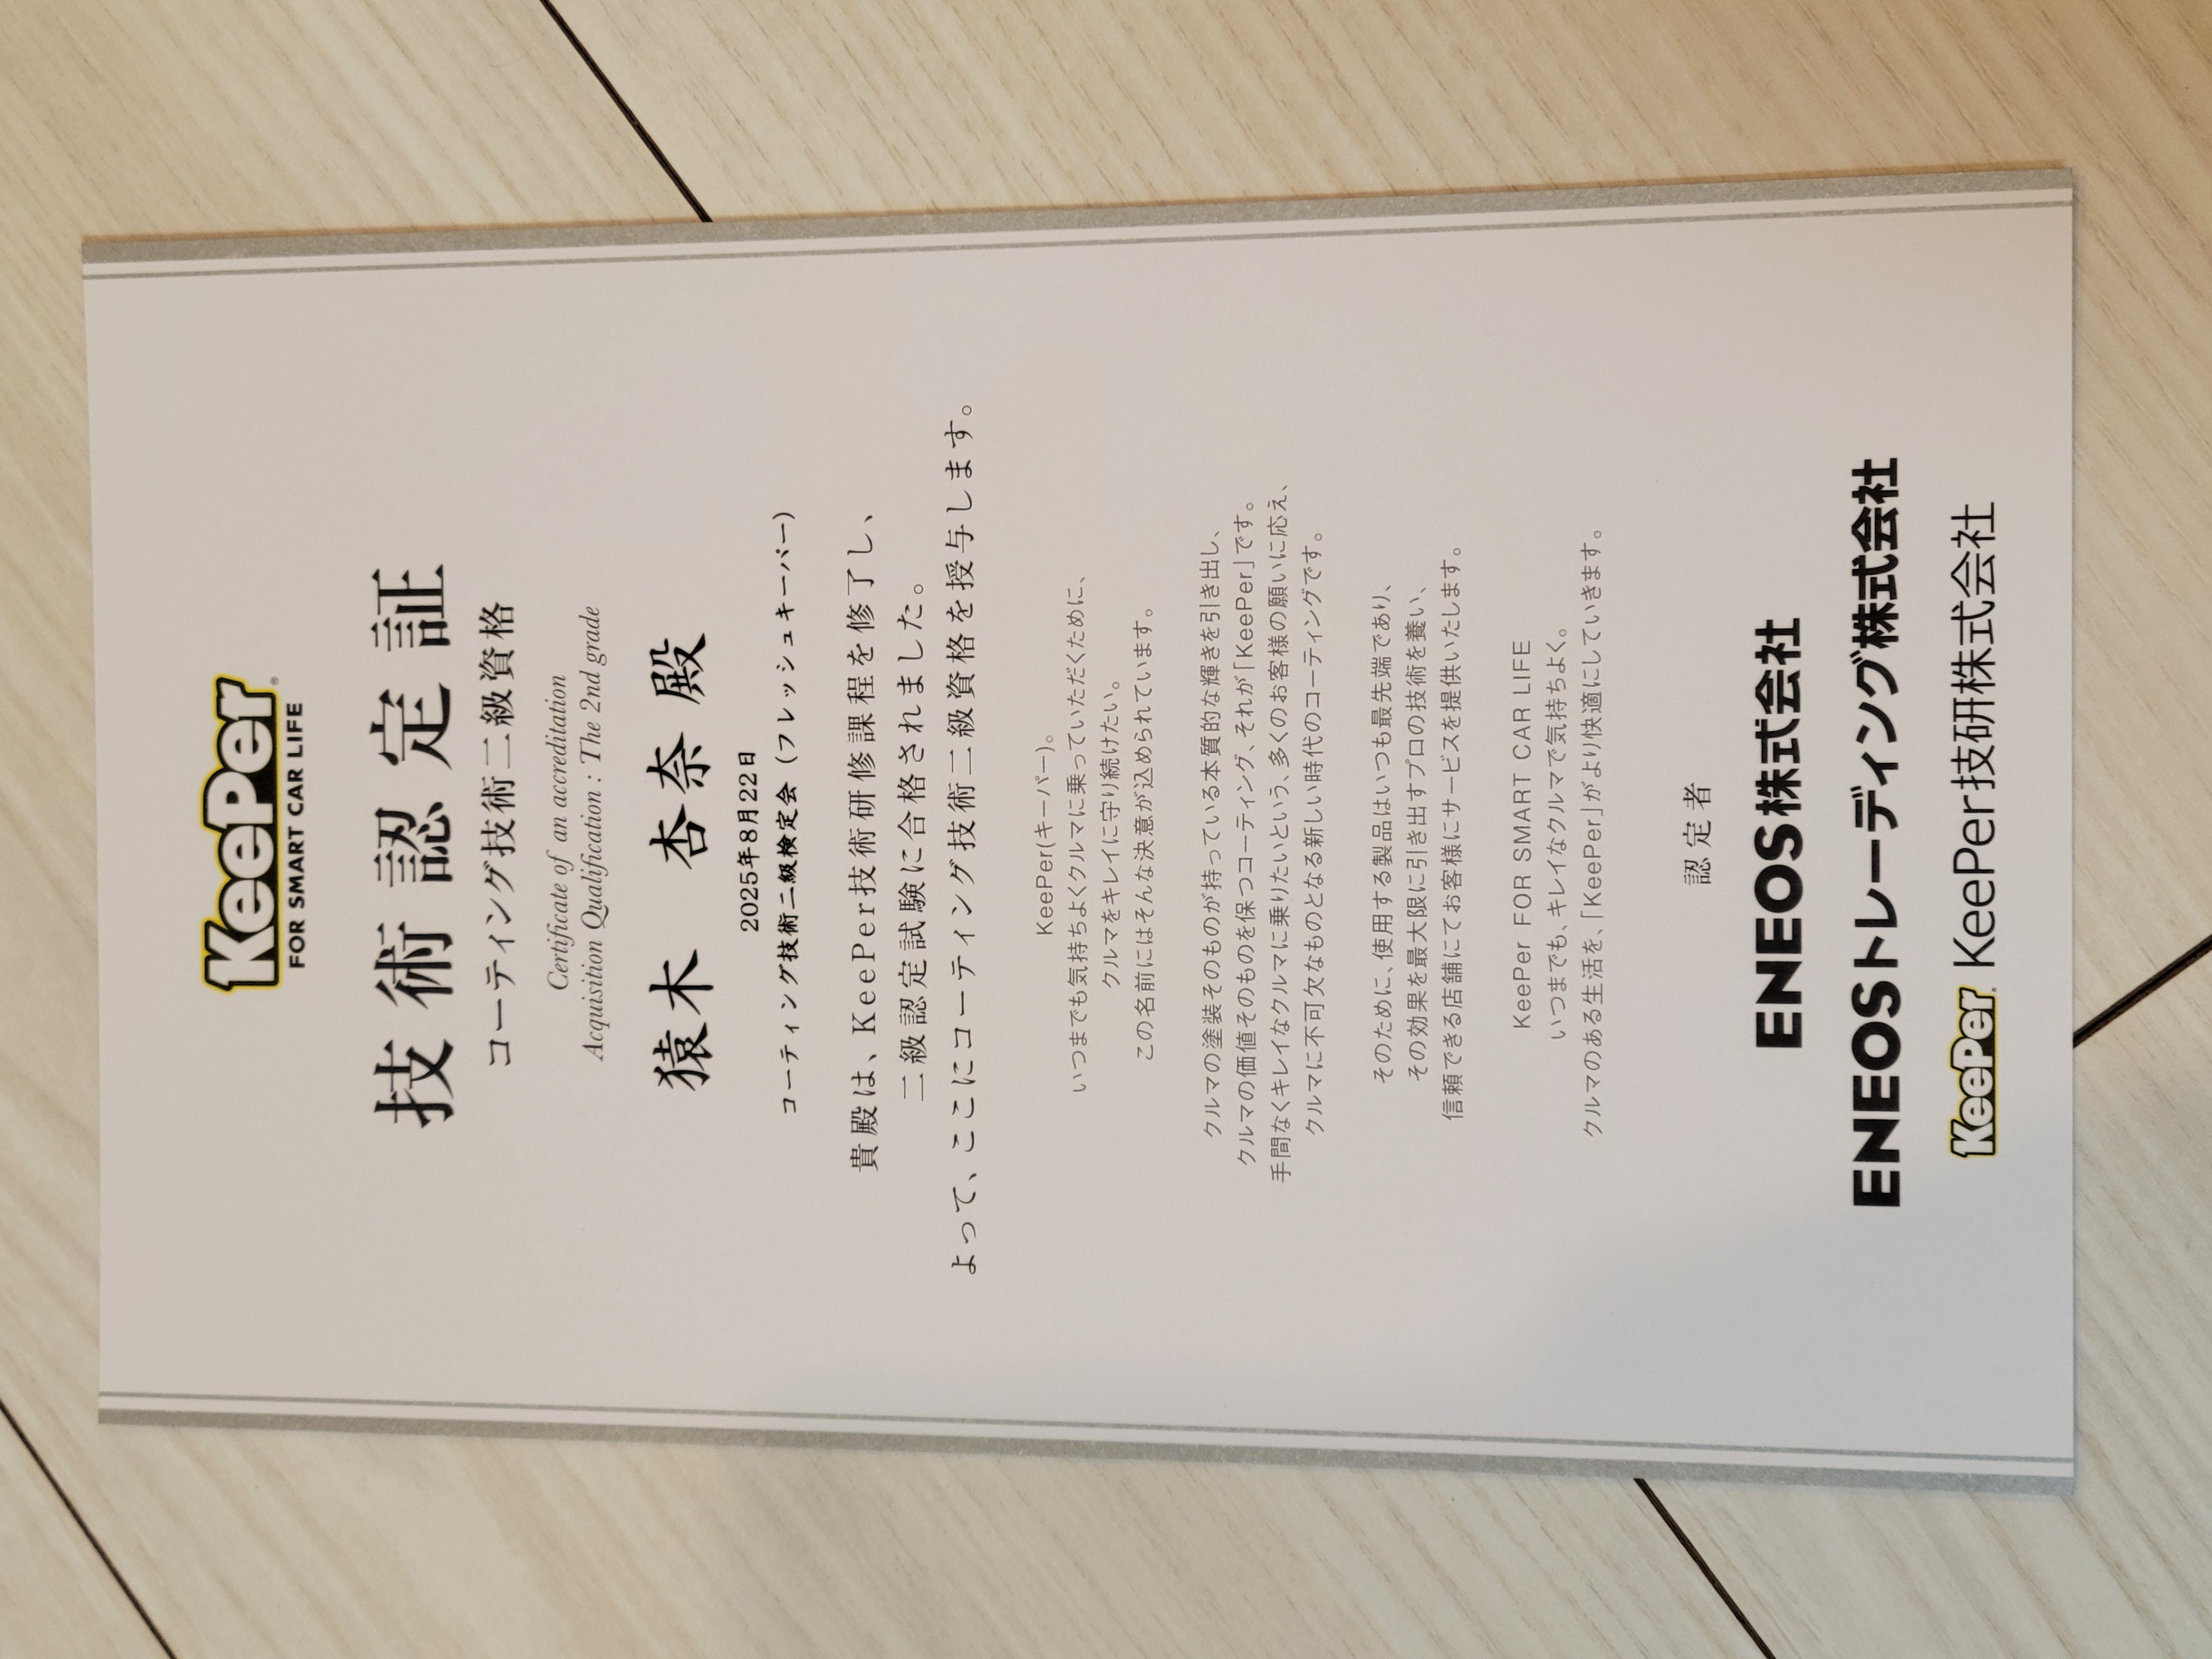 KeePer
FOR SMART CAR LIFE
技術認定証
コーティング技術二級資格
Certificate of an accreditation
Acquisition Qualification : The 2nd grade
猿木 杏奈 殿
2025年8月22日
コーティング技術二級検定会（フレッシュキーパー）
貴殿は、KeePer技術研修課程を修了し、
二級認定試験に合格されました。
よって、ここにコーティング技術二級資格を授与します。
KeePer(キーパー)。
いつまでも気持ちよくクルマに乗っていただくために、
クルマをキレイに守り続けたい。
この名前にはそんな決意が込められています。
クルマの塗装そのものが持っている本質的な輝きを引き出し、
クルマの価値そのものを保つコーティング、それが「KeePer」です。
手間なくキレイなクルマに乗りたいという、多くのお客様の願いに応え、
クルマに不可欠なものとなる新しい時代のコーティングです。
そのために、使用する製品はいつも最先端であり、
その効果を最大限に引き出すプロの技術を養い、
信頼できる店舗にてお客様にサービスを提供いたします。
KeePer FOR SMART CAR LIFE
いつまでも、キレイなクルマで気持ちよく。
クルマのある生活を、「KeePer」がより快適にしていきます。
認定者
ENEOS株式会社
ENEOSトレーディング株式会社
KeePer KeePer技研株式会社